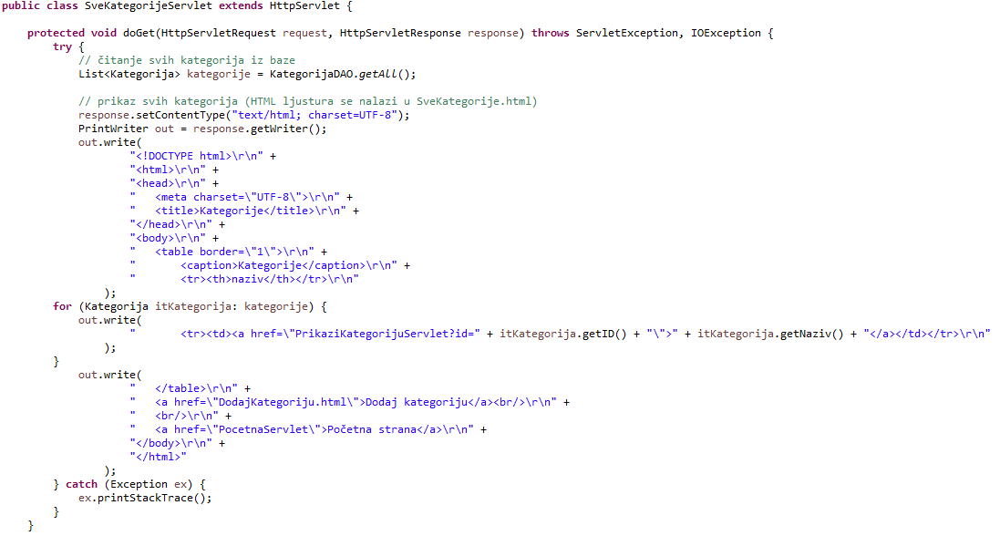 public class SveKategorijeServlet extends HttpServlet {
protected void doGet(HttpServletRequest request, HttpServletResponse response) throws ServletException, IOException {
try {
// čitanje svih kategorija iz baze
List<Kategorija> kategorije = KategorijaDAO.getAll();
// prikaz svih kategorija (HTML ljustura se nalazi u SveKategorije.html)
response.setContentType("text/html; charset=UTF-8");
PrintWriter out = response.getWriter();
out.write(
"<!DOCTYPE html>\r\n" +
"<html>\r\n" +
"<head>\r\n" +
"   <meta charset=\"UTF-8\">\r\n" +
"   <title>Kategorije</title>\r\n" +
"</head>\r\n" +
"<body>\r\n" +
"   <table border=\"1\">\r\n" +
"       <caption>Kategorije</caption>\r\n" +
"       <tr><th>naziv</th></tr>\r\n"
);
for (Kategorija itKategorija: kategorije) {
out.write(
"       <tr><td><a href=\"PrikaziKategorijuServlet?id=" + itKategorija.getID() + "\">" + itKategorija.getNaziv() + "</a></td></tr>\r\n"
);
}
out.write(
"   </table>\r\n" +
"   <a href=\"DodajKategoriju.html\">Dodaj kategoriju</a><br/>\r\n" +
"   <br/>\r\n" +
"   <a href=\"PocetnaServlet\">Početna strana</a>\r\n" +
"</body>\r\n" +
"</html>"
);
} catch (Exception ex) {
ex.printStackTrace();
}
}